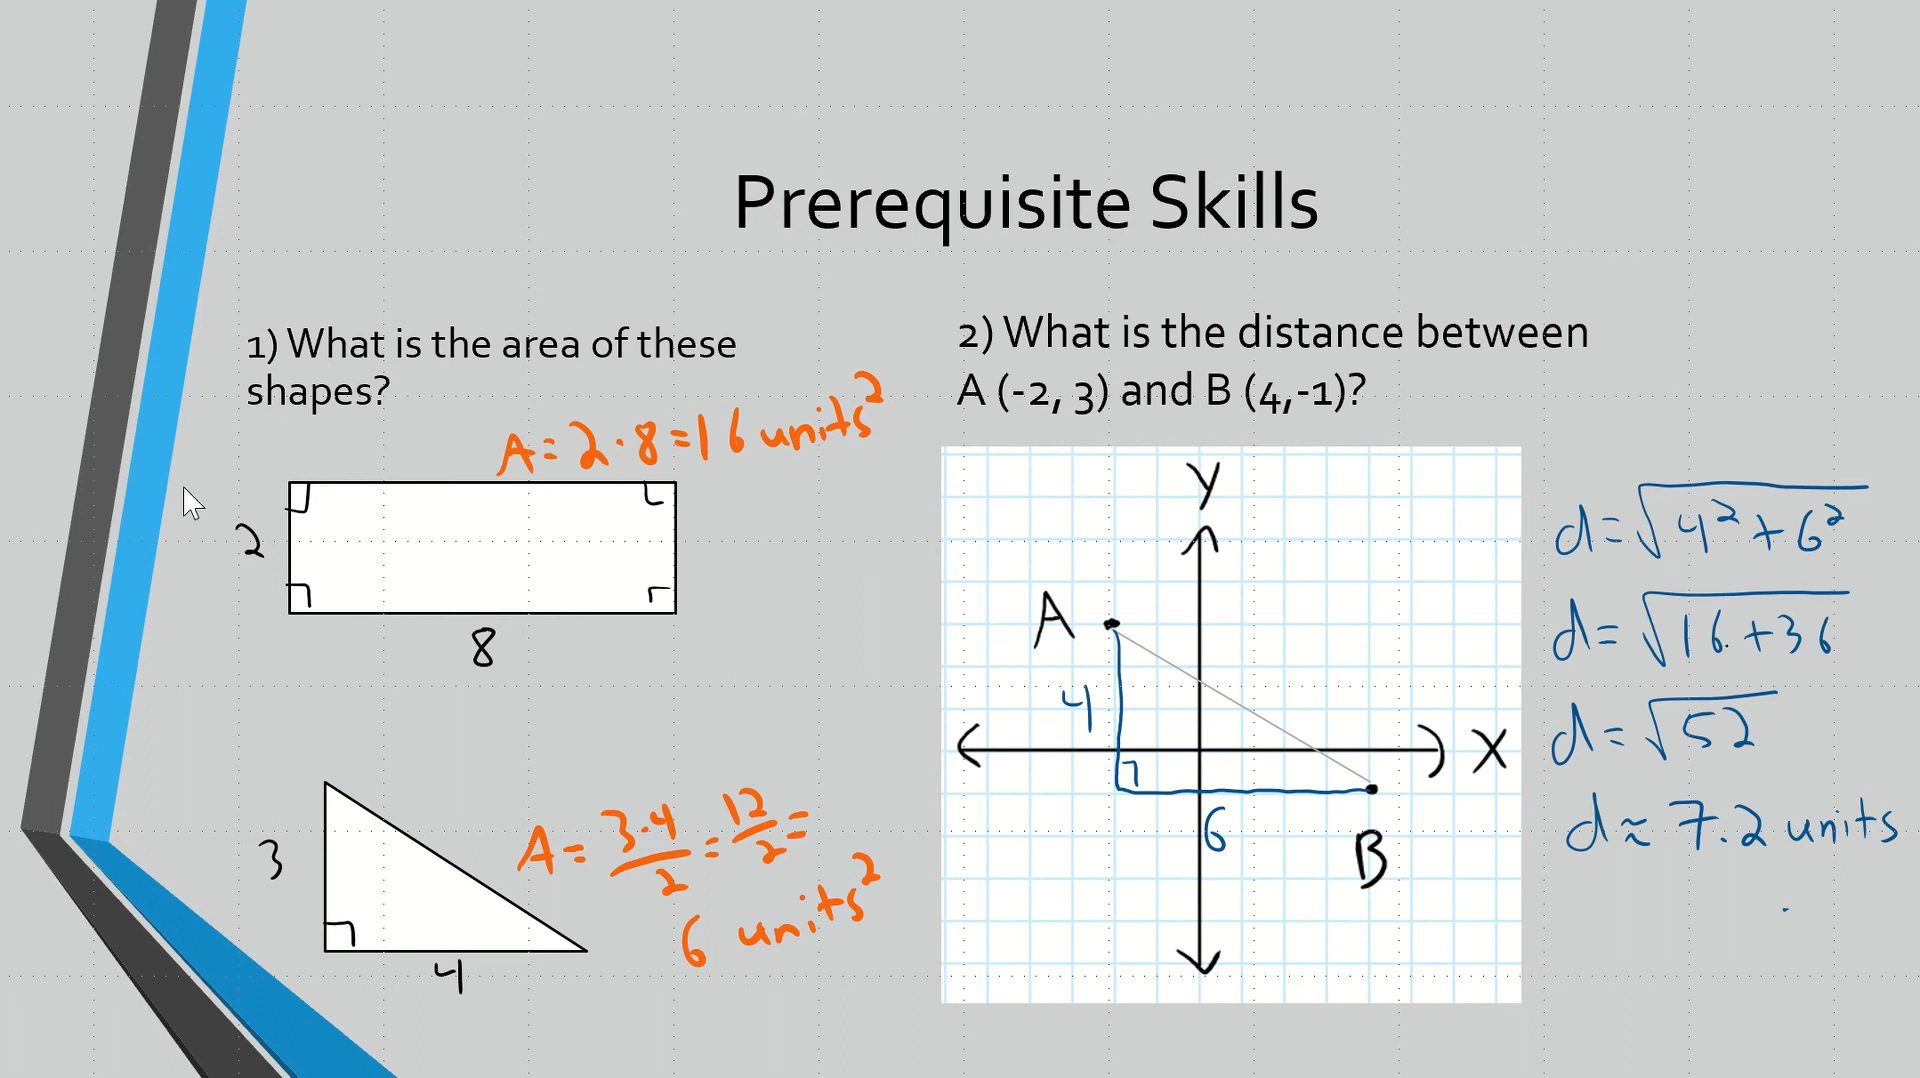 Prerequisite Skills
1) What is the area of these
shapes?
A = 2 · 8 = 16 units²
2
8
3
4
A = 3·4/2 = 12/2 =
6 units²
2) What is the distance between
A (-2, 3) and B (4,-1)?
Y
A
4
X
6
B
d = √4² + 6²
d = √16 + 36
d = √52
d ≈ 7.2 units